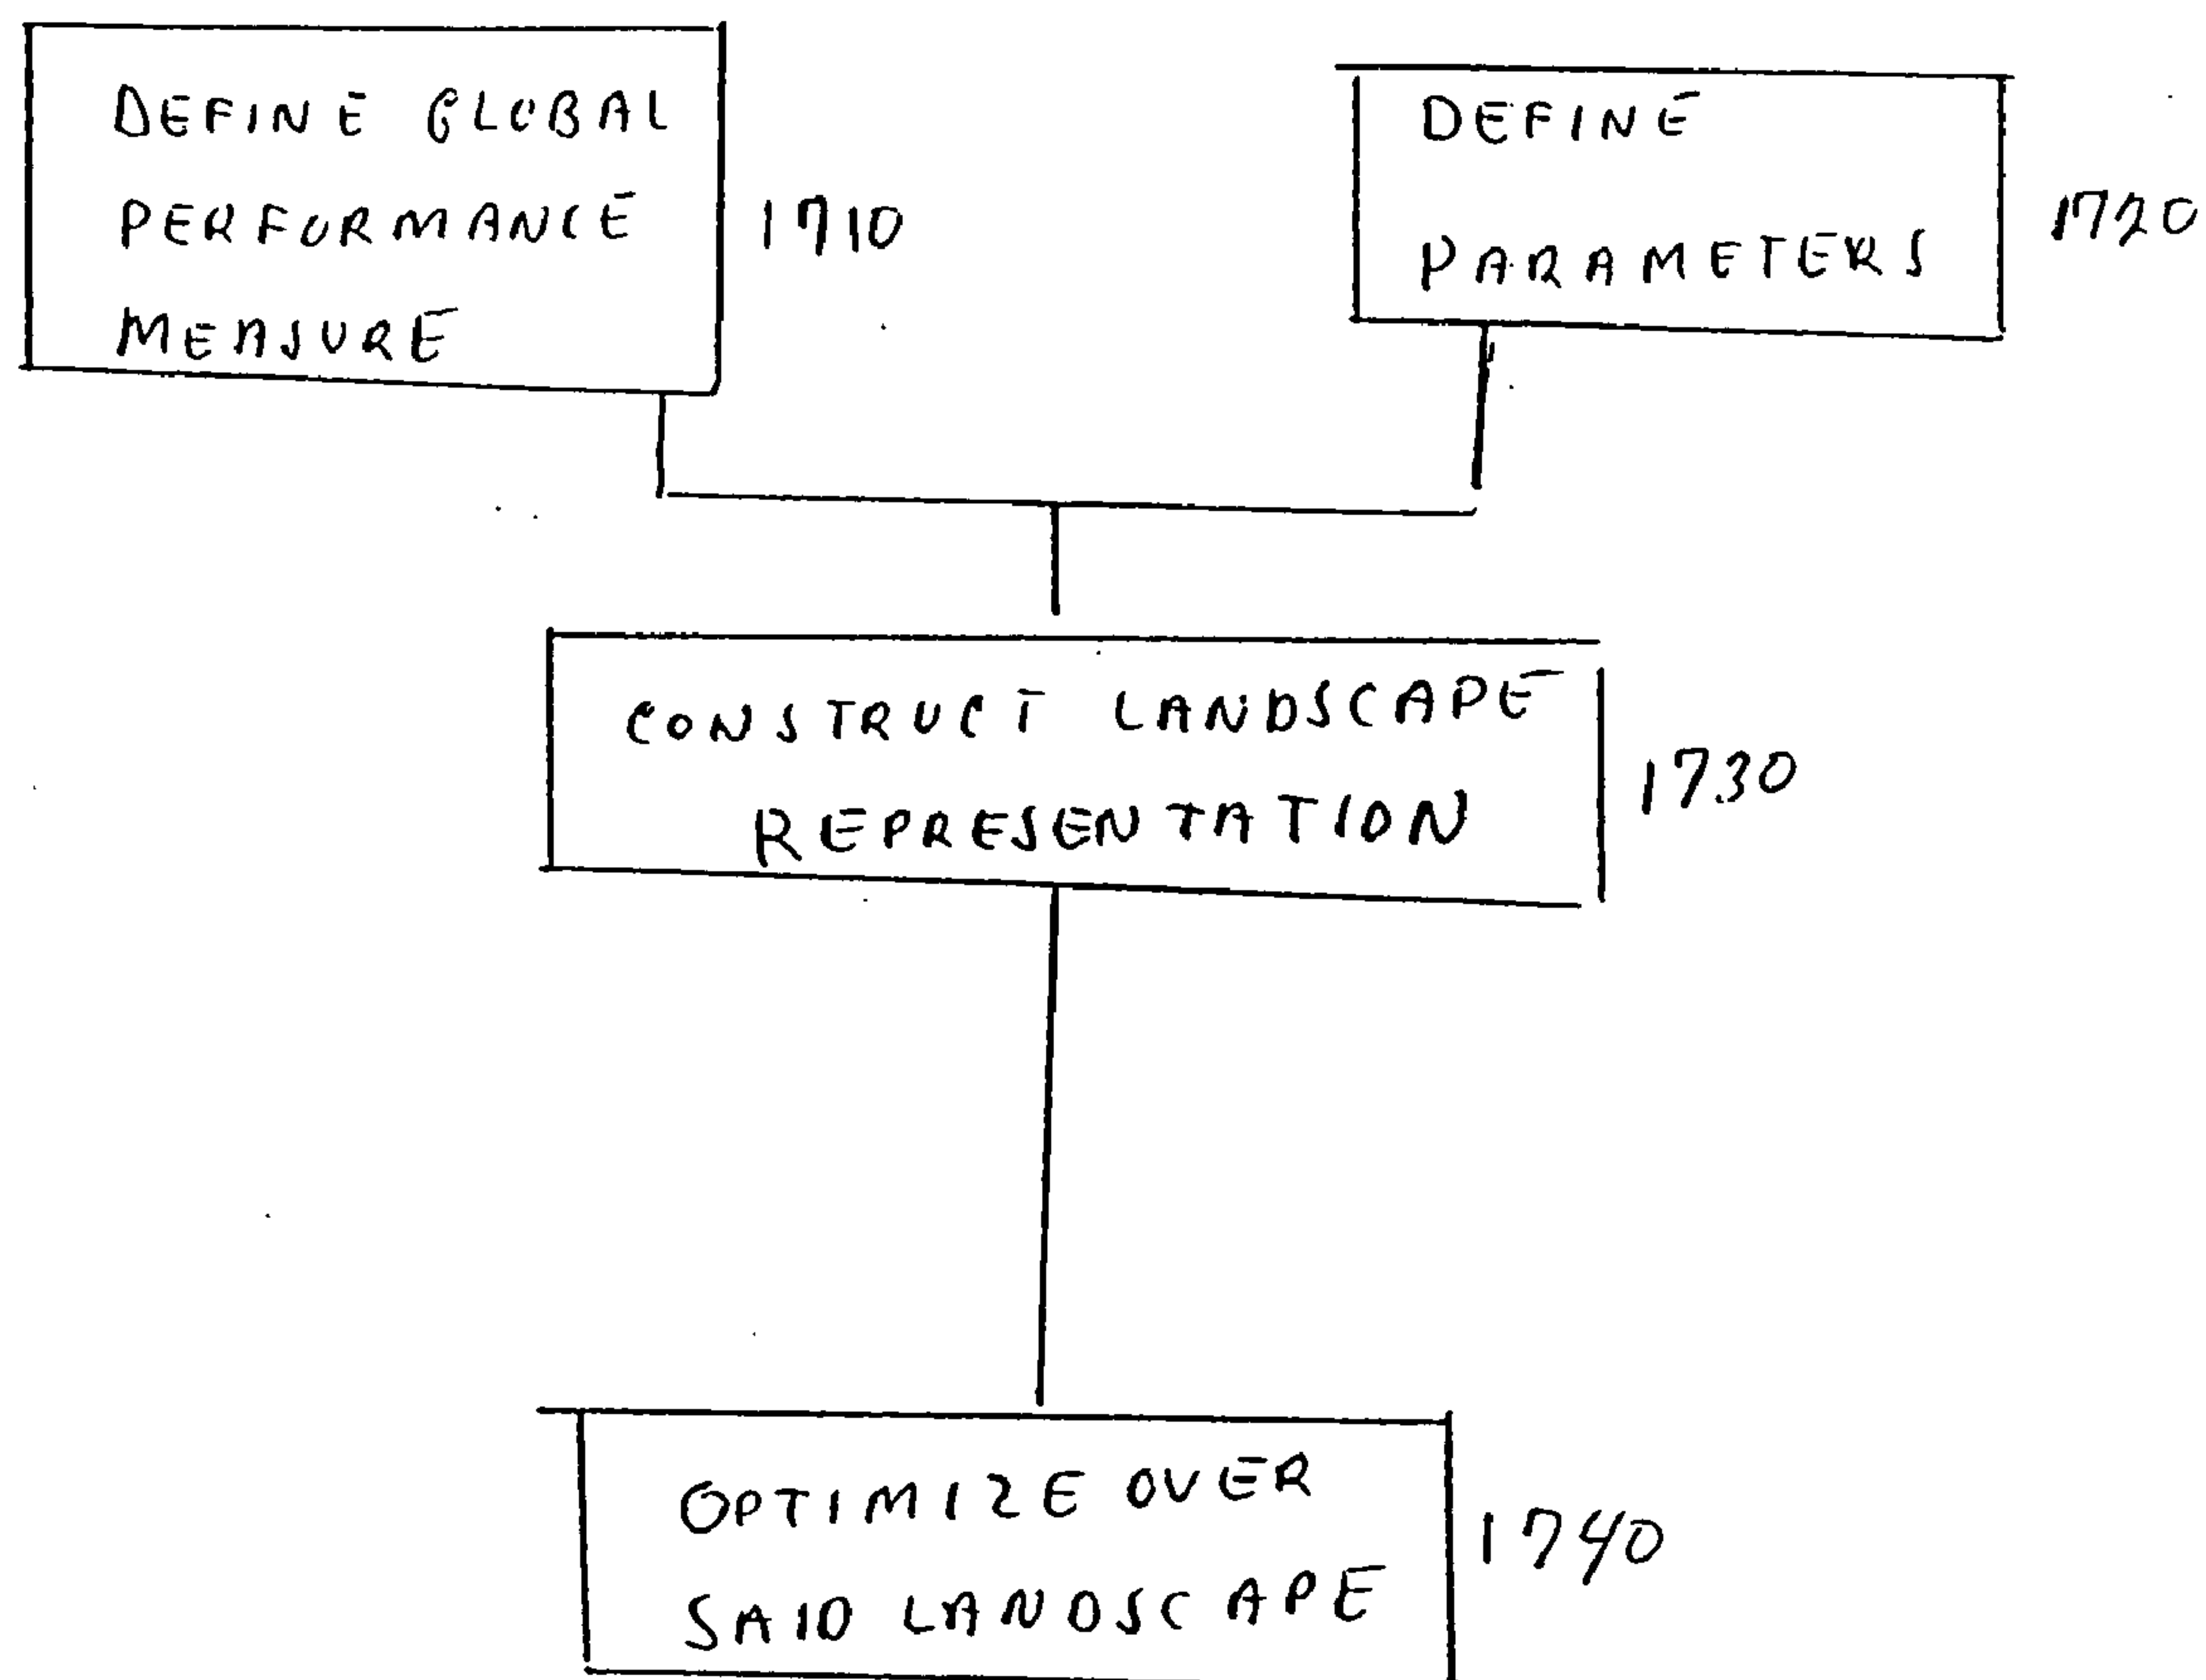 DEFINE GLOBAL
PERFORMANCE
MEASURE
1710
DEFINE
PARAMETERS
1720
CONSTRUCT LANDSCAPE
REPRESENTATION
1730
OPTIMIZE OVER
SAID LANDSCAPE
1740